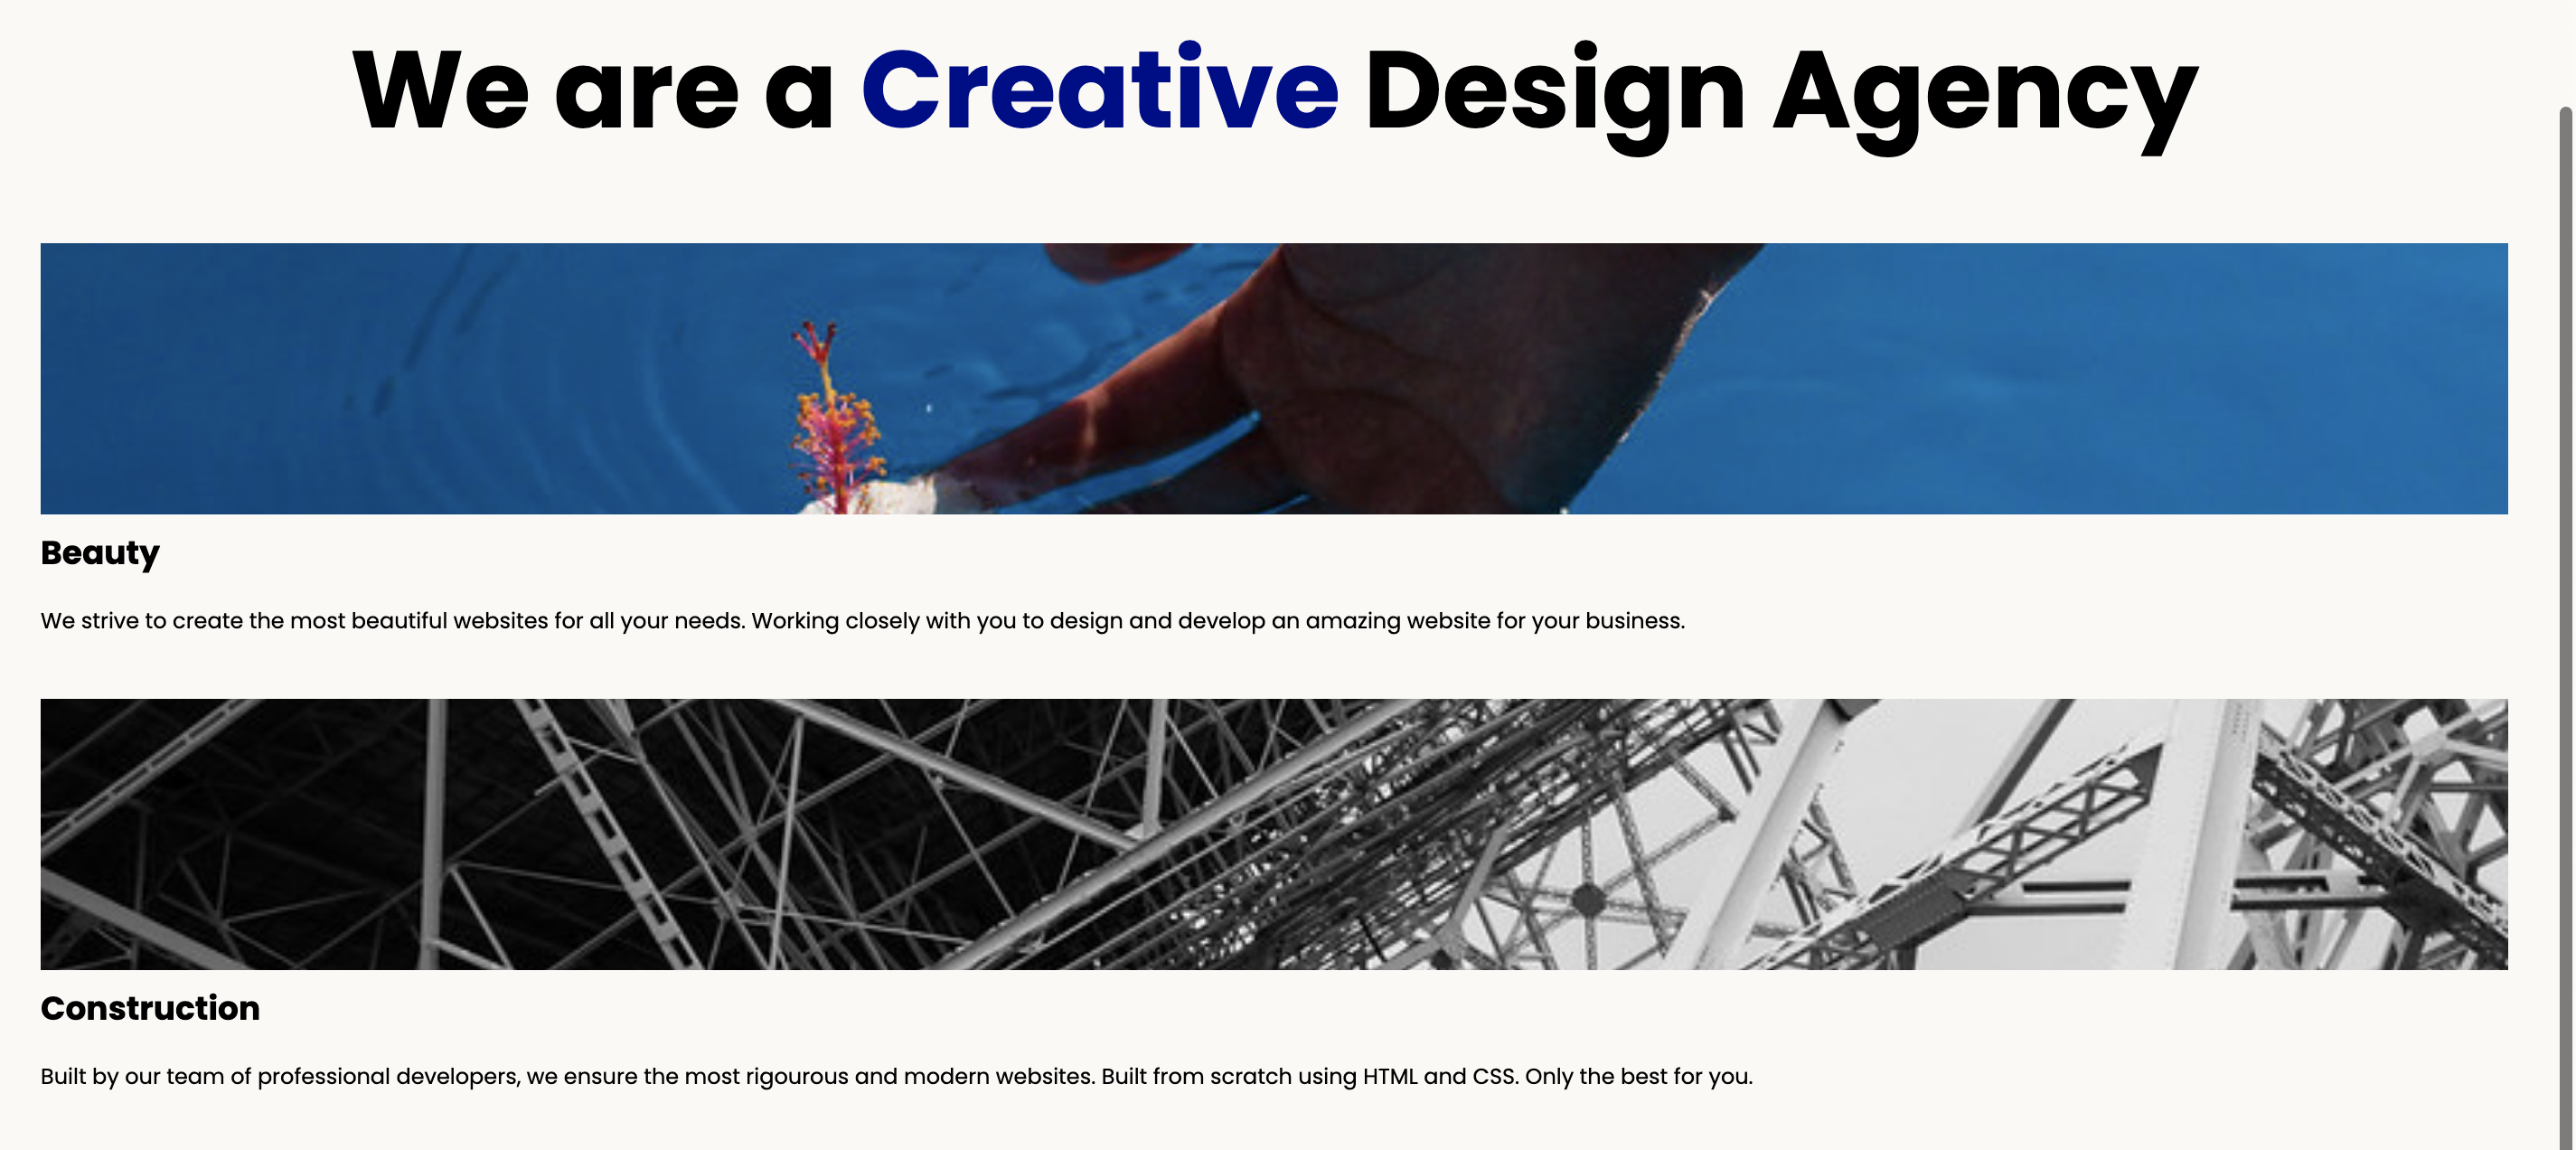 We are a Creative Design Agency
Beauty
We strive to create the most beautiful websites for all your needs. Working closely with you to design and develop an amazing website for your business.
Construction
Built by our team of professional developers, we ensure the most rigourous and modern websites. Built from scratch using HTML and CSS. Only the best for you.